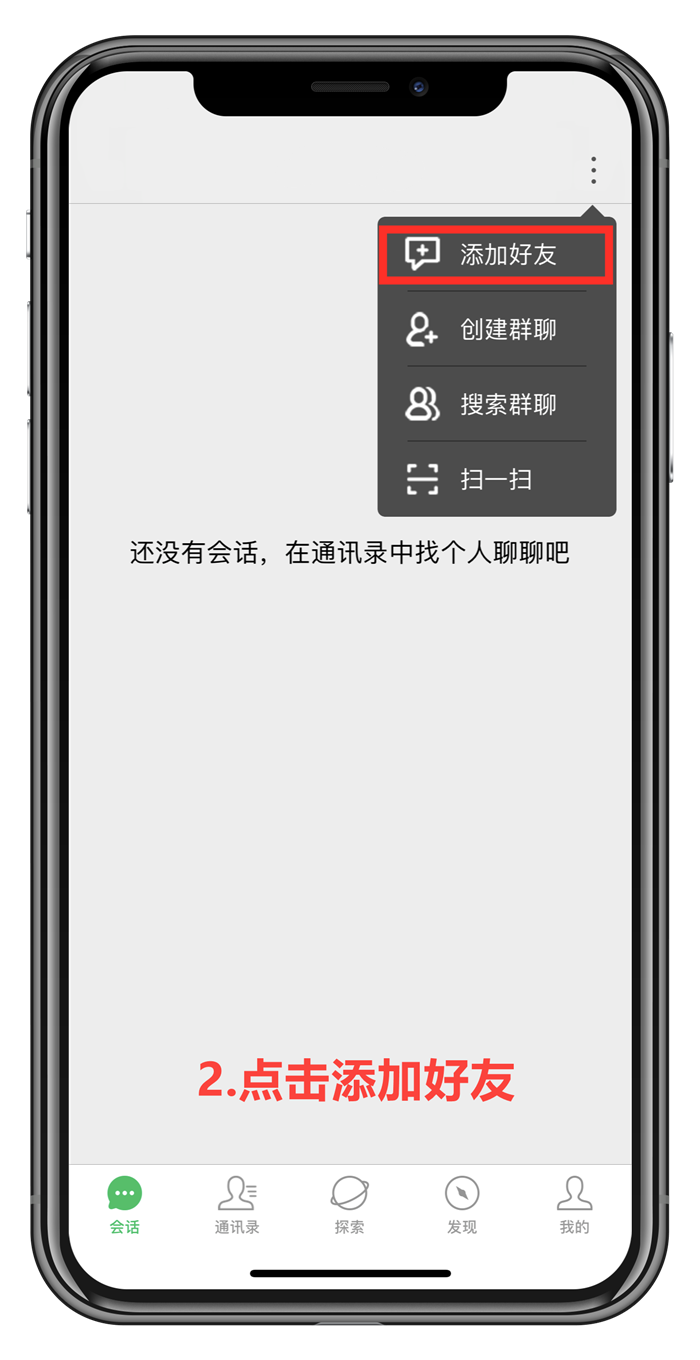 添加好友
创建群聊
搜索群聊
扫一扫
还没有会话，在通讯录中找个人聊聊吧
2.点击添加好友
会话
通讯录
探索
发现
我的